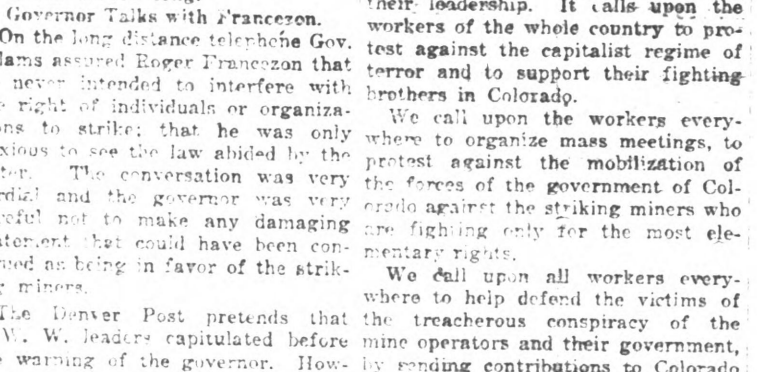 Governor Talks with Francezon.
On the long distance telephone Gov.
lams assured Roger Francezon that
never intended to interfere with
right of individuals or organiza-
ons to strike; that he was only
xious to see the law abided by the
ter. The conversation was very
rdial and the governor was very
reful not to make any damaging
atement that could have been con-
ued as being in favor of the strik-
miners.
The Denver Post pretends that
W. W. leaders capitulated before
warning of the governor. How-
their leadership. It calls upon the
workers of the whole country to pro-
test against the capitalist regime of
terror and to support their fighting
brothers in Colorado.
We call upon the workers every-
where to organize mass meetings, to
protest against the mobilization of
the forces of the government of Col-
orado against the striking miners who
are fighting only for the most ele-
mentary rights.
We call upon all workers every-
where to help defend the victims of
the treacherous conspiracy of the
mine operators and their government,
by sending contributions to Colorado